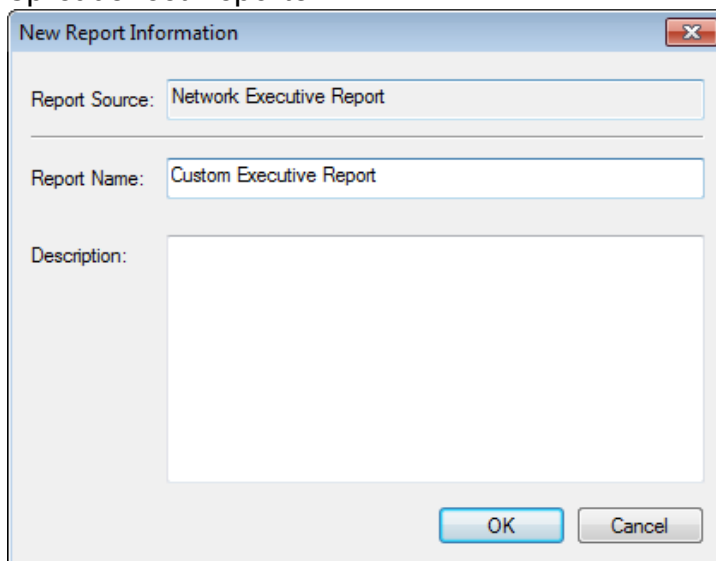 New Report Information
Report Source: Network Executive Report
Report Name: Custom Executive Report
Description:
OK Cancel